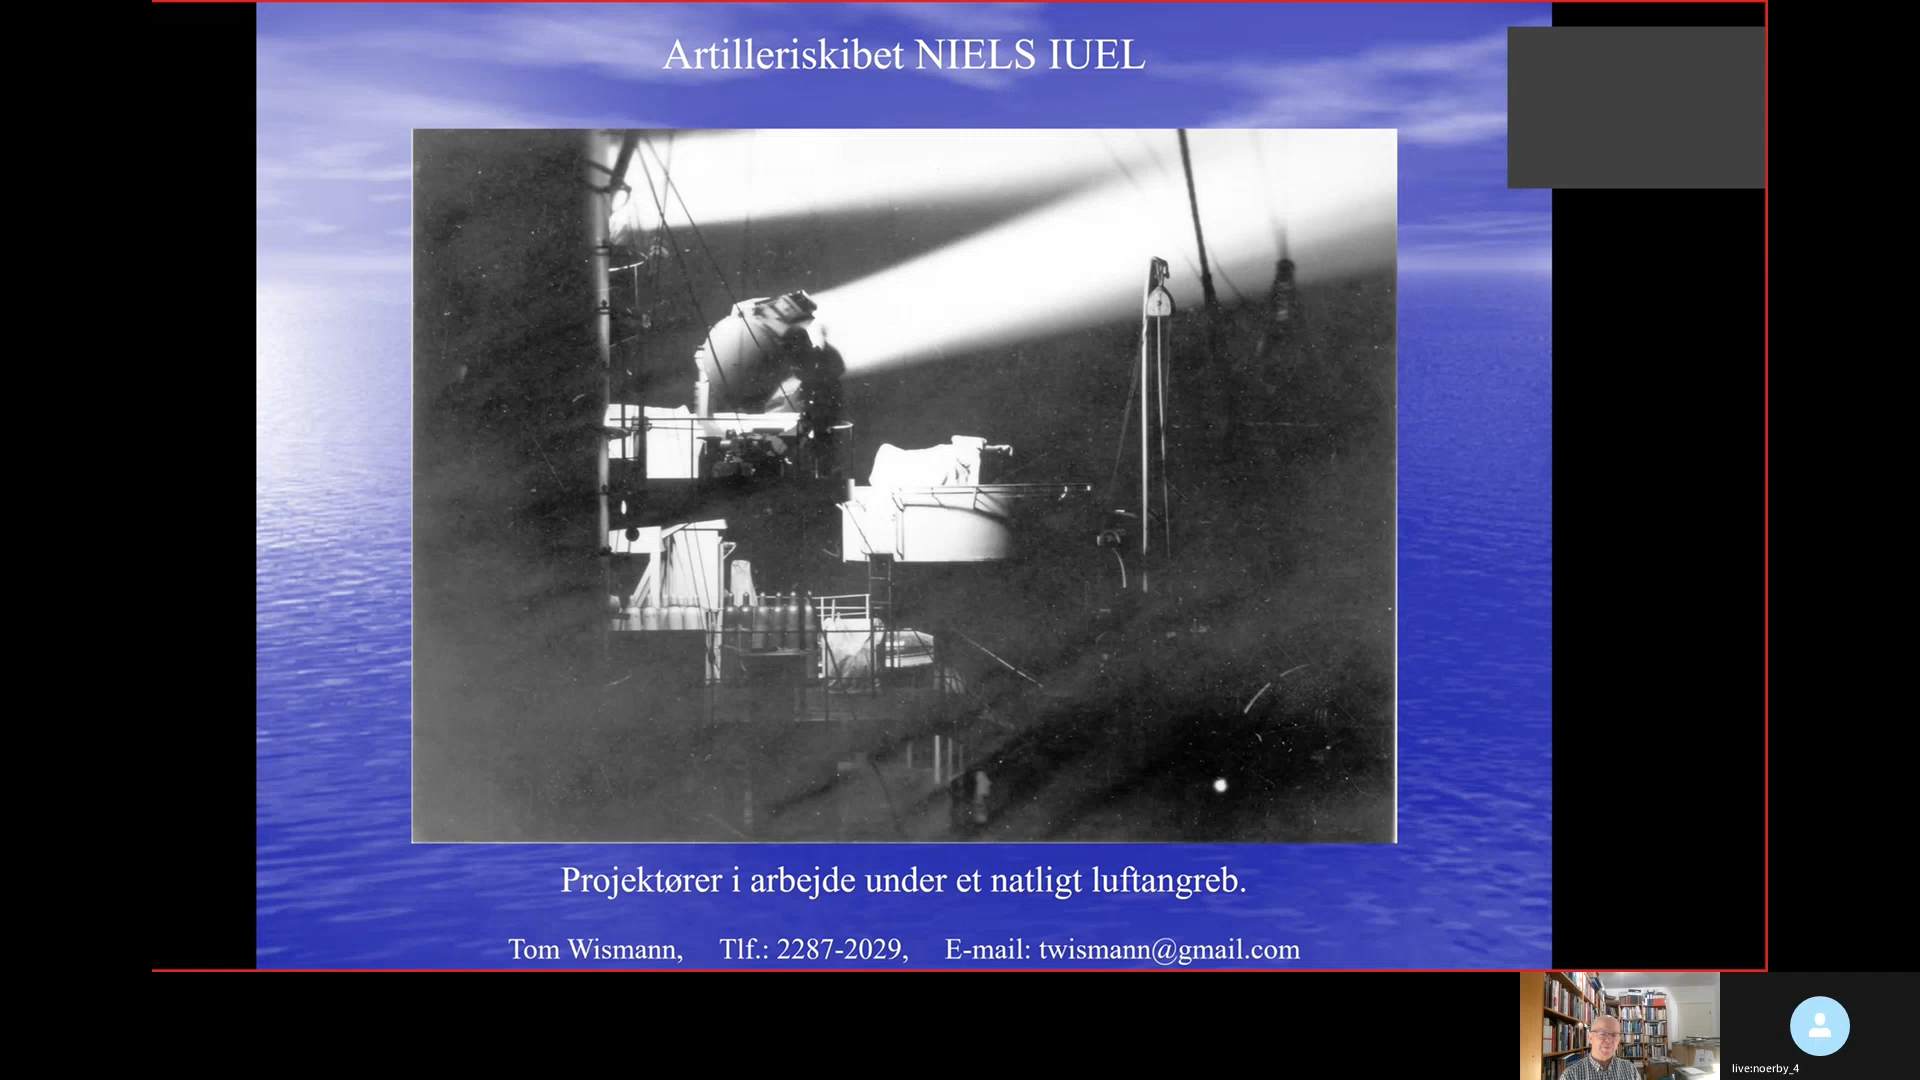 Artilleriskibet NIELS IUEL
Projektører i arbejde under et natligt luftangreb.
Tom Wismann, Tlf.: 2287-2029, E-mail: twismann@gmail.com
live:noerby_4